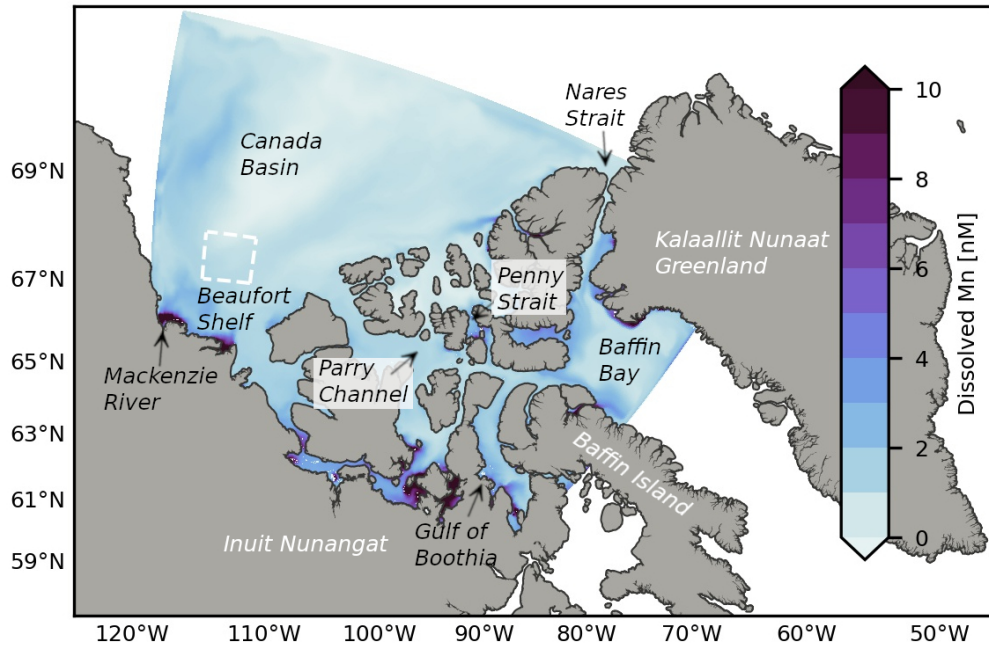 Nares
Strait
Canada
Basin
69°N
67°N
65°N
63°N
61°N
59°N
Kalaallit Nunaat
Greenland
Penny
Strait
Beaufort
Shelf
Baffin
Bay
Parry
Channel
Mackenzie
River
Baffin Island
Gulf of
Boothia
Inuit Nunangat
10
8
6
4
2
0
Dissolved Mn [nM]
120°W 110°W 100°W 90°W 80°W 70°W 60°W 50°W